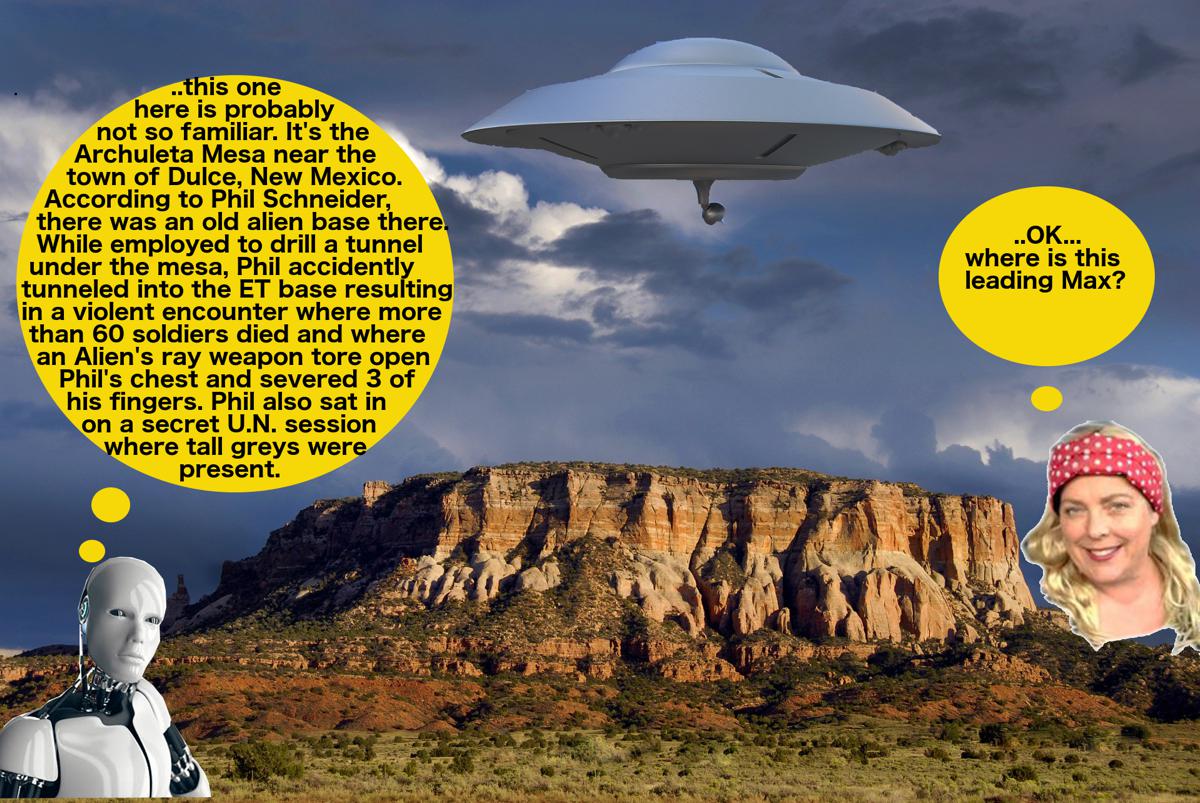 ..this one
here is probably
not so familiar. It's the
Archuleta Mesa near the
town of Dulce, New Mexico.
According to Phil Schneider,
there was an old alien base there.
While employed to drill a tunnel
under the mesa, Phil accidently
tunneled into the ET base resulting
in a violent encounter where more
than 60 soldiers died and where
an Alien's ray weapon tore open
Phil's chest and severed 3 of
his fingers. Phil also sat in
on a secret U.N. session
where tall greys were
present.
..OK...
where is this
leading Max?